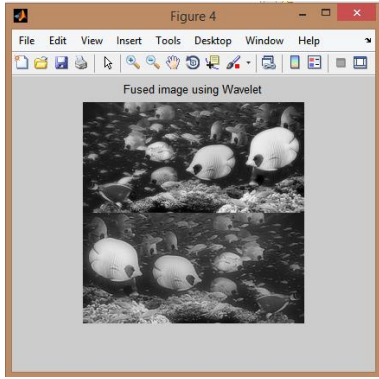 Figure 4
File Edit View Insert Tools Desktop Window Help
Fused image using Wavelet